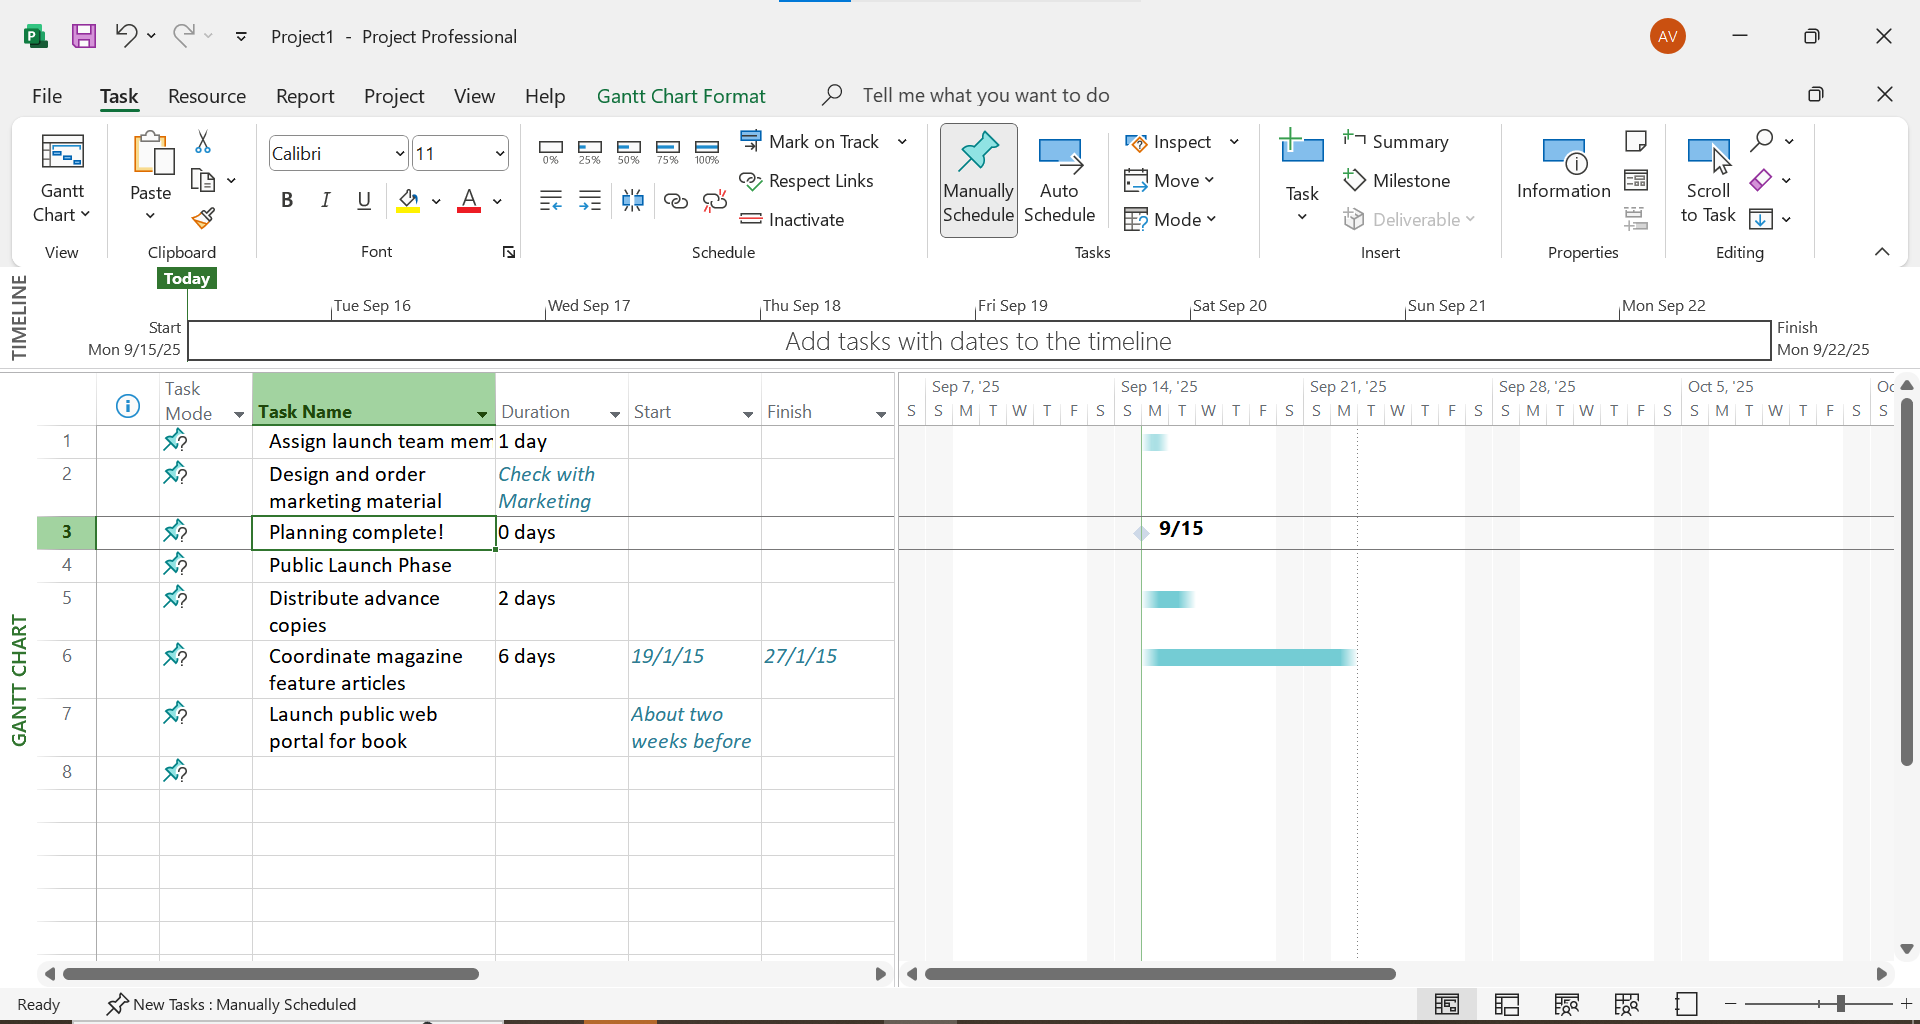 Project1 - Project Professional
AV
File Task Resource Report Project View Help Gantt Chart Format Tell me what you want to do
Gantt
Chart
View
Paste
Clipboard
Calibri 11
B I U A
Font
0% 25% 50% 75% 100%
Mark on Track
Respect Links
Inactivate
Schedule
Manually
Schedule
Auto
Schedule
Inspect
Move
Mode
Tasks
Task
Summary
Milestone
Deliverable
Insert
Information
Properties
Scroll
to Task
Editing
TIMELINE
Today
Tue Sep 16 Wed Sep 17 Thu Sep 18 Fri Sep 19 Sat Sep 20 Sun Sep 21 Mon Sep 22
Start
Mon 9/15/25
Add tasks with dates to the timeline
Finish
Mon 9/22/25
GANTT CHART
Task
Mode
Task Name Duration Start Finish
Sep 7, '25 Sep 14, '25 Sep 21, '25 Sep 28, '25 Oct 5, '25 Oc
S S M T W T F S S M T W T F S S M T W T F S S M T W T F S S M T W T F S S
1 Assign launch team mem 1 day
2 Design and order
marketing material
Check with
Marketing
3 Planning complete! 0 days
9/15
4 Public Launch Phase
5 Distribute advance
copies
2 days
6 Coordinate magazine
feature articles
6 days 19/1/15 27/1/15
7 Launch public web
portal for book
About two
weeks before
8
Ready New Tasks : Manually Scheduled